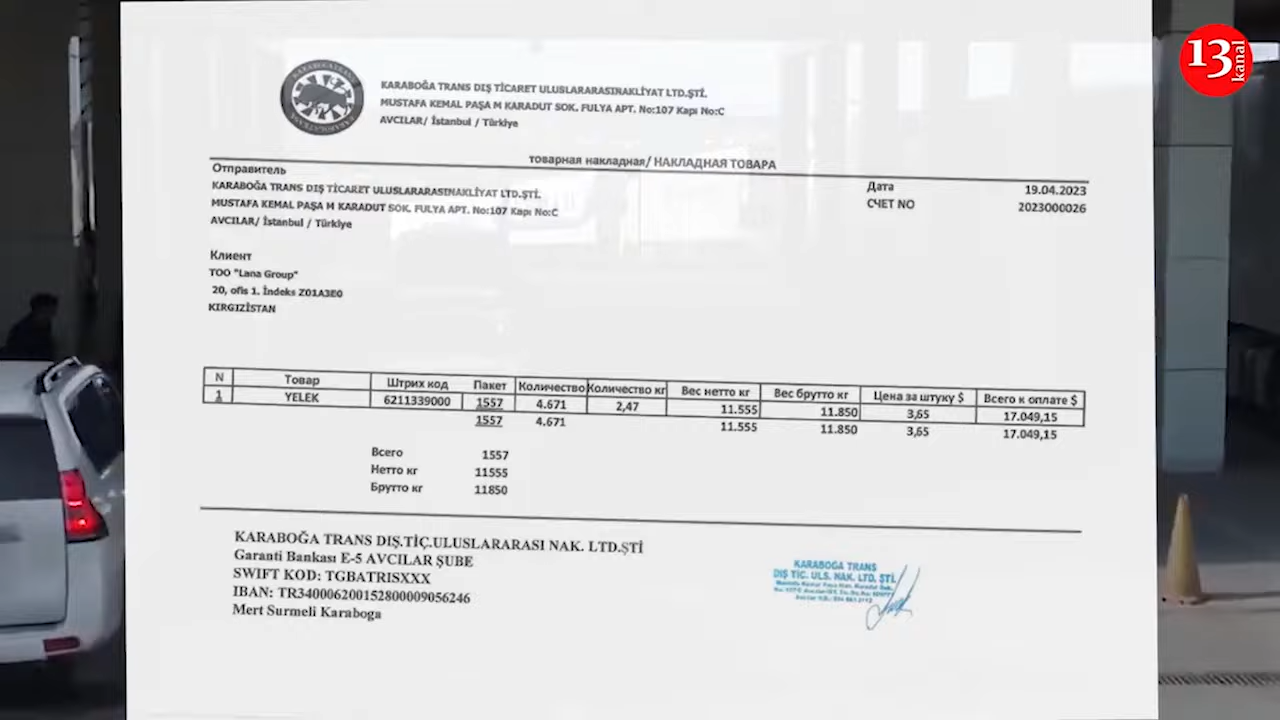 13 kanal
KARABOĞA TRANS DIŞ TİCARET ULUSLARARASINAKLİYAT LTD.ŞTİ.
MUSTAFA KEMAL PAŞA M KARADUT SOK. FULYA APT. No:107 Kapı No:C
AVCILAR/ İstanbul / Türkiye
товарная накладная/ НАКЛАДНАЯ ТОВАРА
Отправитель
KARABOĞA TRANS DIŞ TİCARET ULUSLARARASINAKLİYAT LTD.ŞTİ.
MUSTAFA KEMAL PAŞA M KARADUT SOK. FULYA APT. No:107 Kapı No:C
AVCILAR/ İstanbul / Türkiye
Дата 19.04.2023
СЧЕТ NO 2023000026
Клиент
TOO "Lana Group"
20, ofis 1. İndeks Z01A3E0
KIRGIZİSTAN
N Товар Штрих код Пакет Количество Количество кг Вес нетто кг Вес брутто кг Цена за штуку $ Всего к оплате $
1 YELEK 6211339000 1557 4.671 2,47 11.555 11.850 3,65 17.049,15
1557 4.671 11.555 11.850 3,65 17.049,15
Всего 1557
Нетто кг 11555
Брутто кг 11850
KARABOĞA TRANS DIŞ.TİÇ.ULUSLARARASI NAK. LTD.ŞTİ
Garanti Bankası E-5 AVCILAR ŞUBE
SWIFT KOD: TGBATRISXXX
IBAN: TR340006200152800009056246
Mert Surmeli Karaboga
KARABOGA TRANS
DIŞ TİC. ULS. NAK. LTD. ŞTİ.